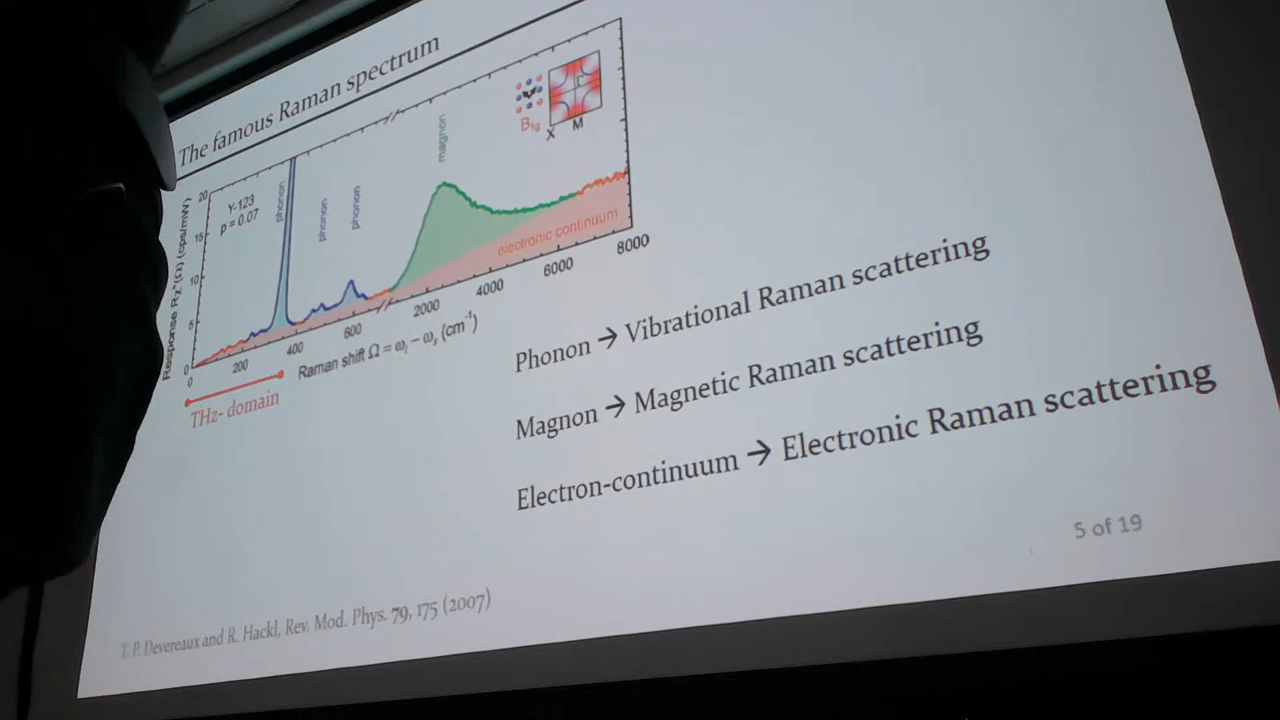 The famous Raman spectrum
Response Rχ''(Ω) (cps/mW)
20
15
10
5
0
Y-123
p = 0.07
phonon
phonon
phonon
magnon
B1g
X
M
electronic continuum
0
200
400
600
2000
4000
6000
8000
Raman shift Ω = ωi – ωs (cm-1)
THz- domain
Phonon → Vibrational Raman scattering
Magnon → Magnetic Raman scattering
Electron-continuum → Electronic Raman scattering
5 of 19
T. P. Devereaux and R. Hackl, Rev. Mod. Phys. 79, 175 (2007)